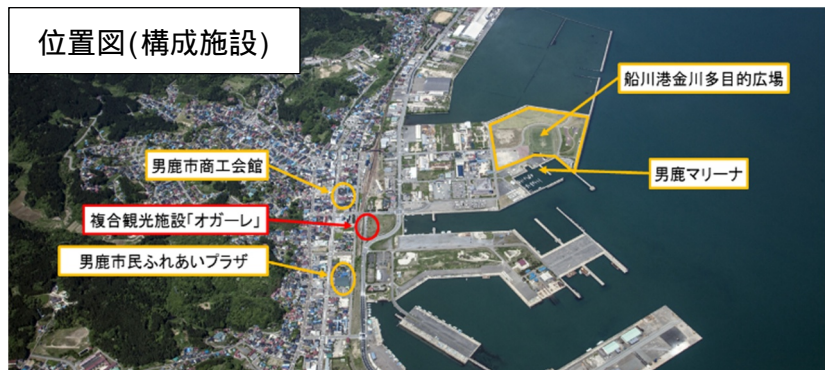 位置図(構成施設)
船川港金川多目的広場
男鹿市商工会館
男鹿マリーナ
複合観光施設「オガーレ」
男鹿市民ふれあいプラザ